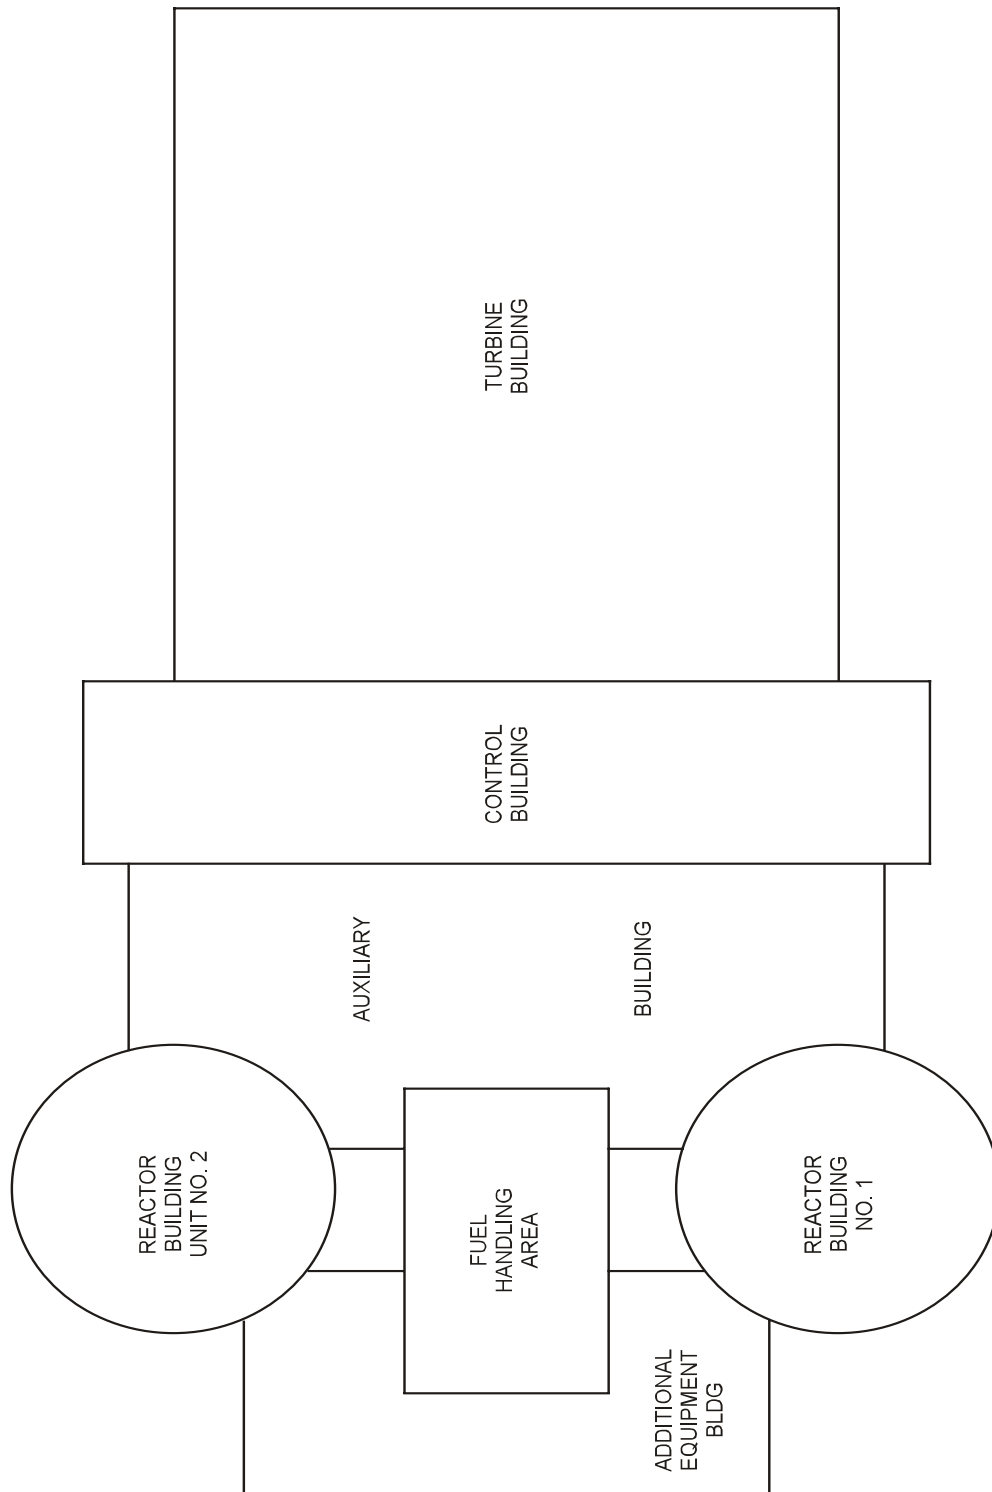 TURBINE
BUILDING
CONTROL
BUILDING
AUXILIARY
BUILDING
REACTOR
BUILDING
UNIT NO. 2
FUEL
HANDLING
AREA
REACTOR
BUILDING
NO. 1
ADDITIONAL
EQUIPMENT
BLDG